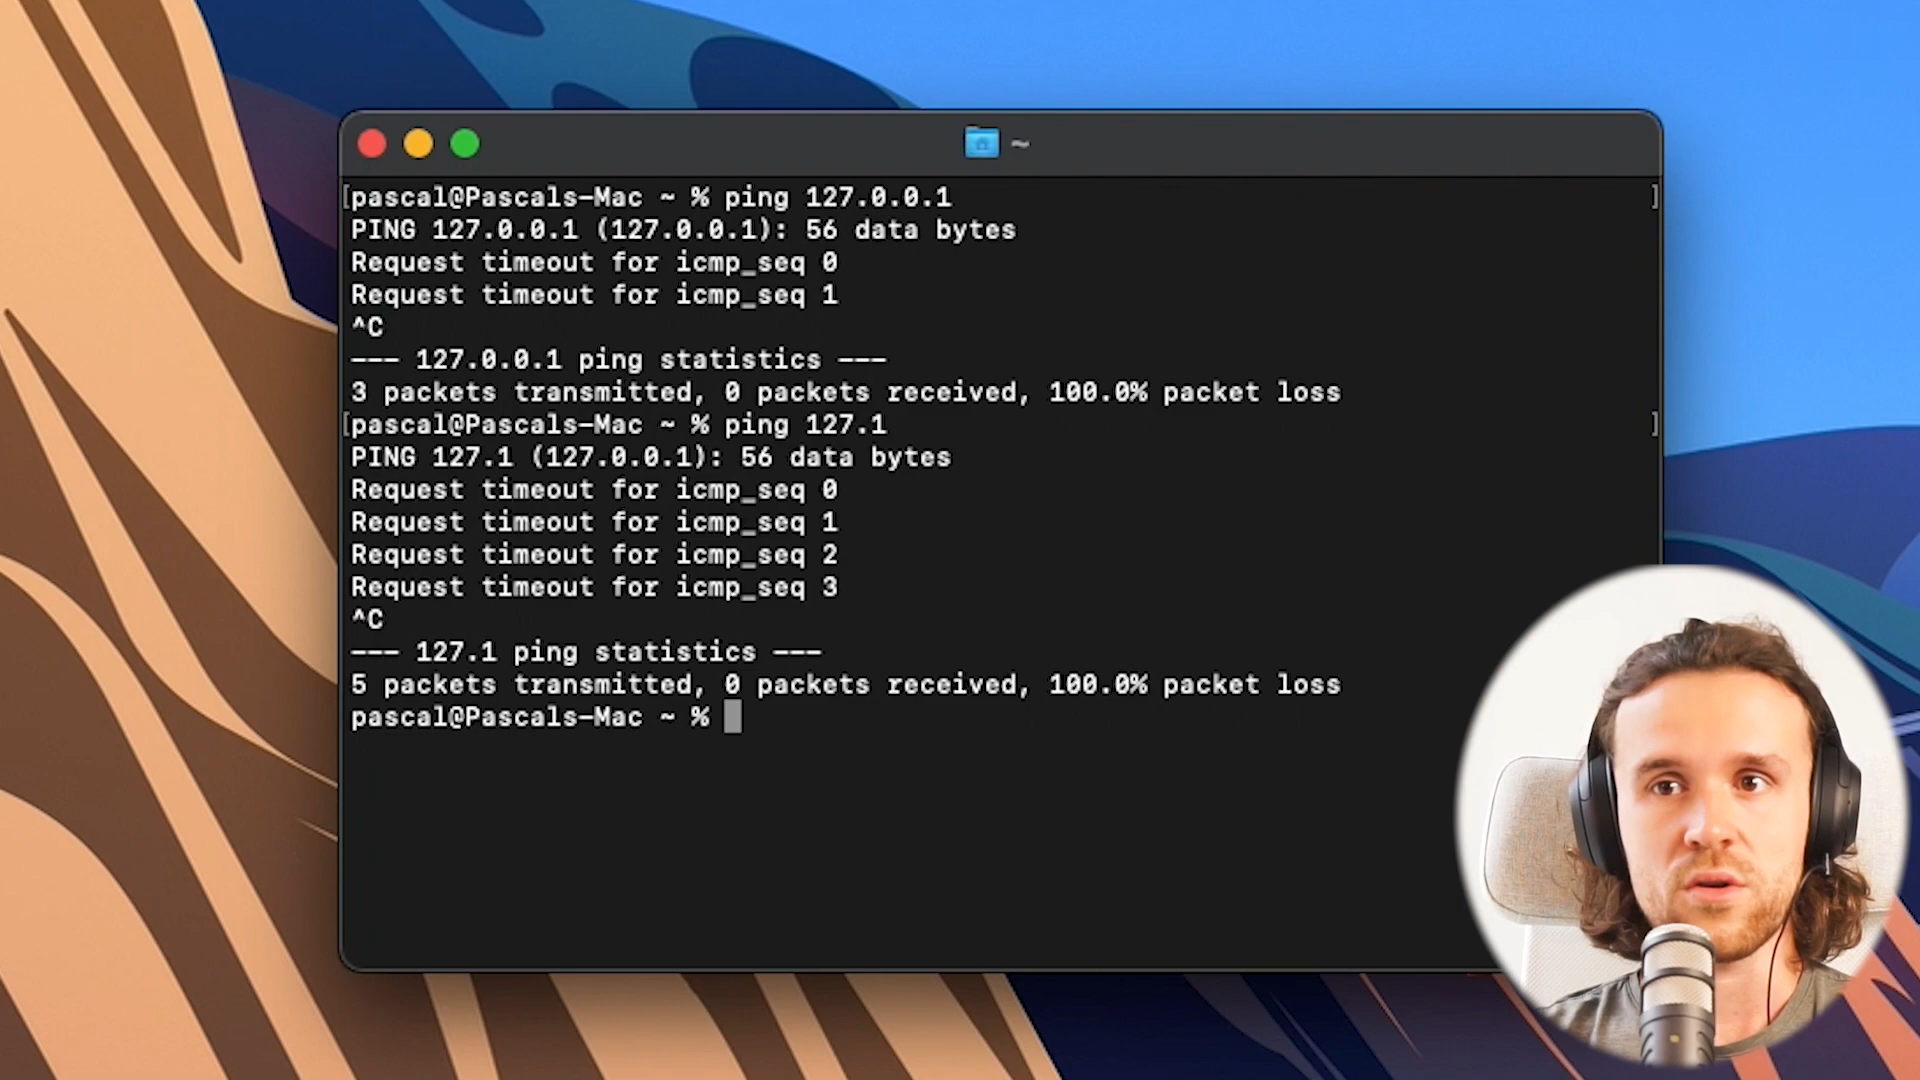 ~
[pascal@Pascals-Mac ~ % ping 127.0.0.1 ]
PING 127.0.0.1 (127.0.0.1): 56 data bytes
Request timeout for icmp_seq 0
Request timeout for icmp_seq 1
^C
--- 127.0.0.1 ping statistics ---
3 packets transmitted, 0 packets received, 100.0% packet loss
[pascal@Pascals-Mac ~ % ping 127.1 ]
PING 127.1 (127.0.0.1): 56 data bytes
Request timeout for icmp_seq 0
Request timeout for icmp_seq 1
Request timeout for icmp_seq 2
Request timeout for icmp_seq 3
^C
--- 127.1 ping statistics ---
5 packets transmitted, 0 packets received, 100.0% packet loss
pascal@Pascals-Mac ~ %